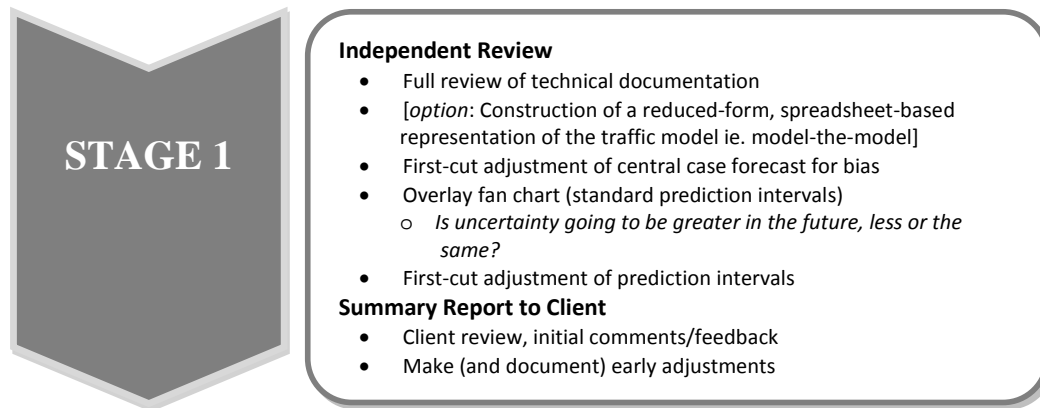 STAGE 1
Independent Review
• Full review of technical documentation
• [option: Construction of a reduced-form, spreadsheet-based
representation of the traffic model ie. model-the-model]
• First-cut adjustment of central case forecast for bias
• Overlay fan chart (standard prediction intervals)
o Is uncertainty going to be greater in the future, less or the
same?
• First-cut adjustment of prediction intervals
Summary Report to Client
• Client review, initial comments/feedback
• Make (and document) early adjustments